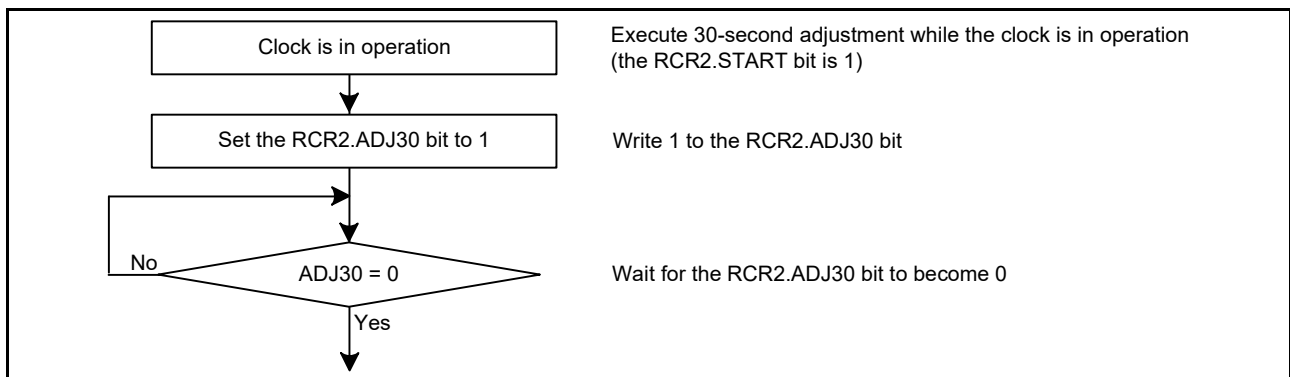 Clock is in operation
Execute 30-second adjustment while the clock is in operation
(the RCR2.START bit is 1)
Set the RCR2.ADJ30 bit to 1
Write 1 to the RCR2.ADJ30 bit
No
ADJ30 = 0
Wait for the RCR2.ADJ30 bit to become 0
Yes